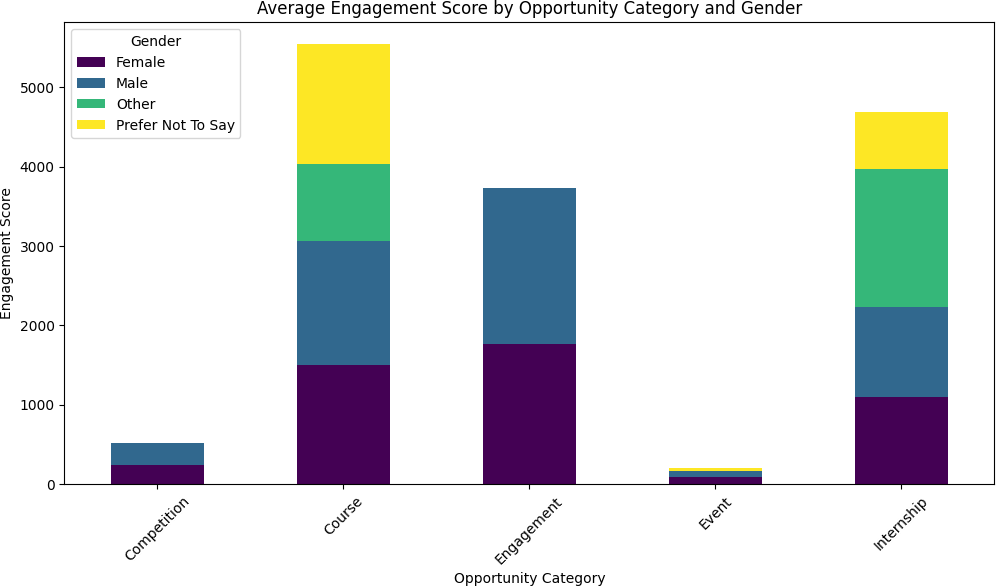 Average Engagement Score by Opportunity Category and Gender
Gender
Female
Male
Other
Prefer Not To Say
Engagement Score
5000
4000
3000
2000
1000
0
Competition
Course
Engagement
Event
Internship
Opportunity Category